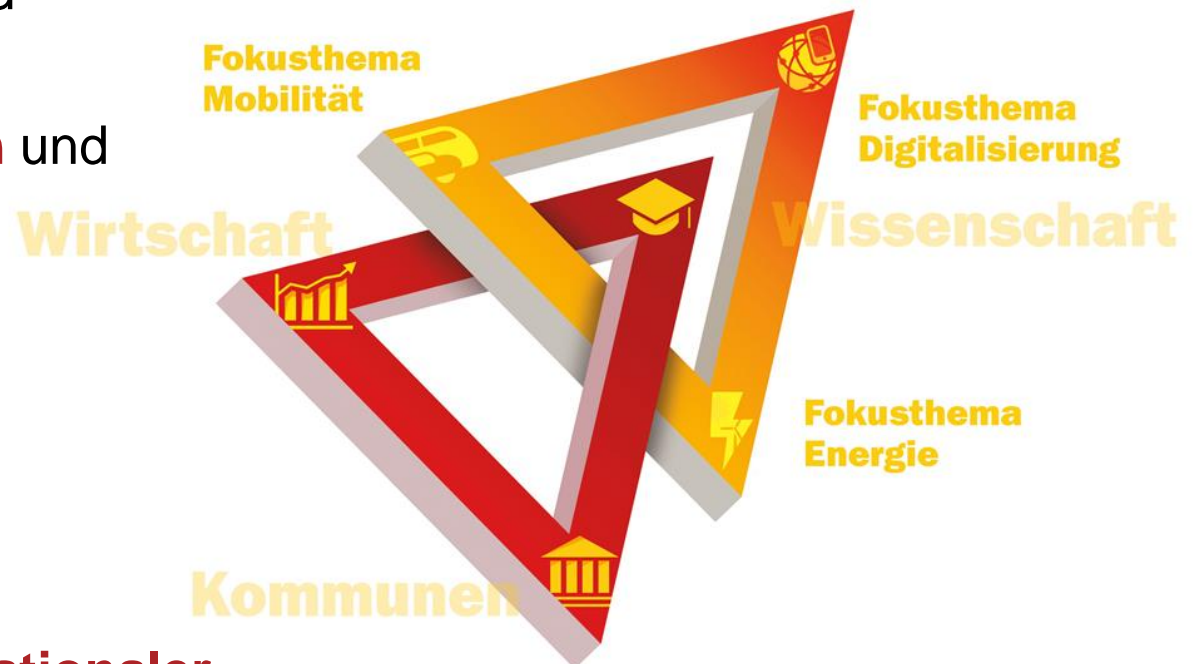 Fokusthema
Mobilität
Fokusthema
Digitalisierung
und
Wirtschaft
Wissenschaft
Fokusthema
Energie
Kommunen